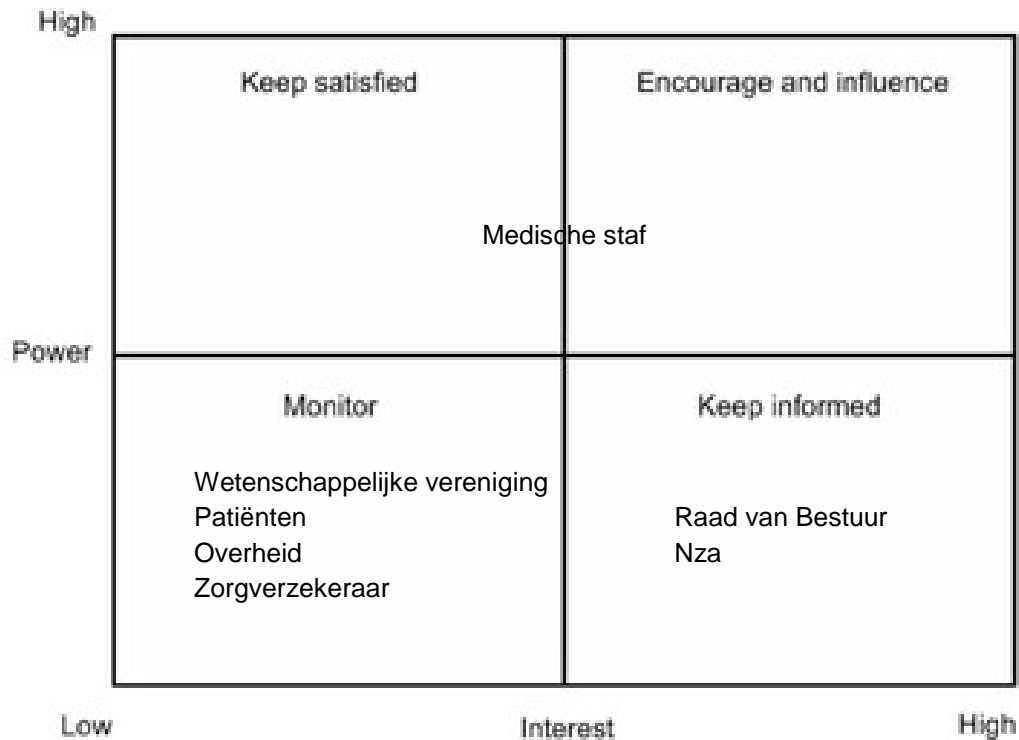 High
Keep satisfied
Encourage and influence
Medische staf
Power
Monitor
Keep informed
Wetenschappelijke vereniging
Patiënten
Raad van Bestuur
Overheid
Nza
Zorgverzekeraar
Low
Interest
High